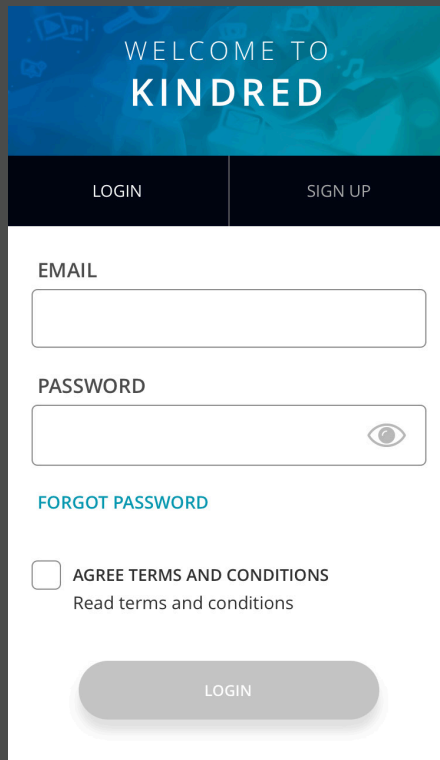 WELCOME TO
KINDRED
LOGIN
SIGN UP
EMAIL
PASSWORD
FORGOT PASSWORD
AGREE TERMS AND CONDITIONS
Read terms and conditions
LOGIN